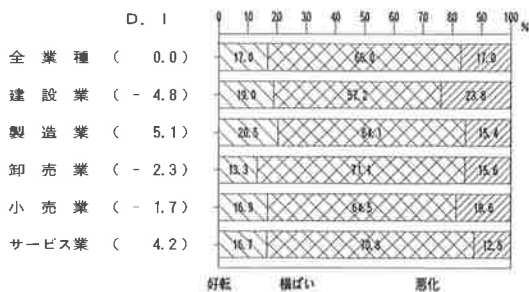 D.I 0 10 20 30 40 50 60 70 80 90 100
%
全業種 ( 0.0) 17.0 66.0 17.0
建設業 (-4.8) 19.0 57.2 23.8
製造業 ( 5.1) 20.5 64.1 15.4
卸売業 (-2.3) 13.3 71.1 15.6
小売業 (-1.7) 16.9 64.5 18.6
サービス業 ( 4.2) 16.7 70.8 12.5
好転 横ばい 悪化